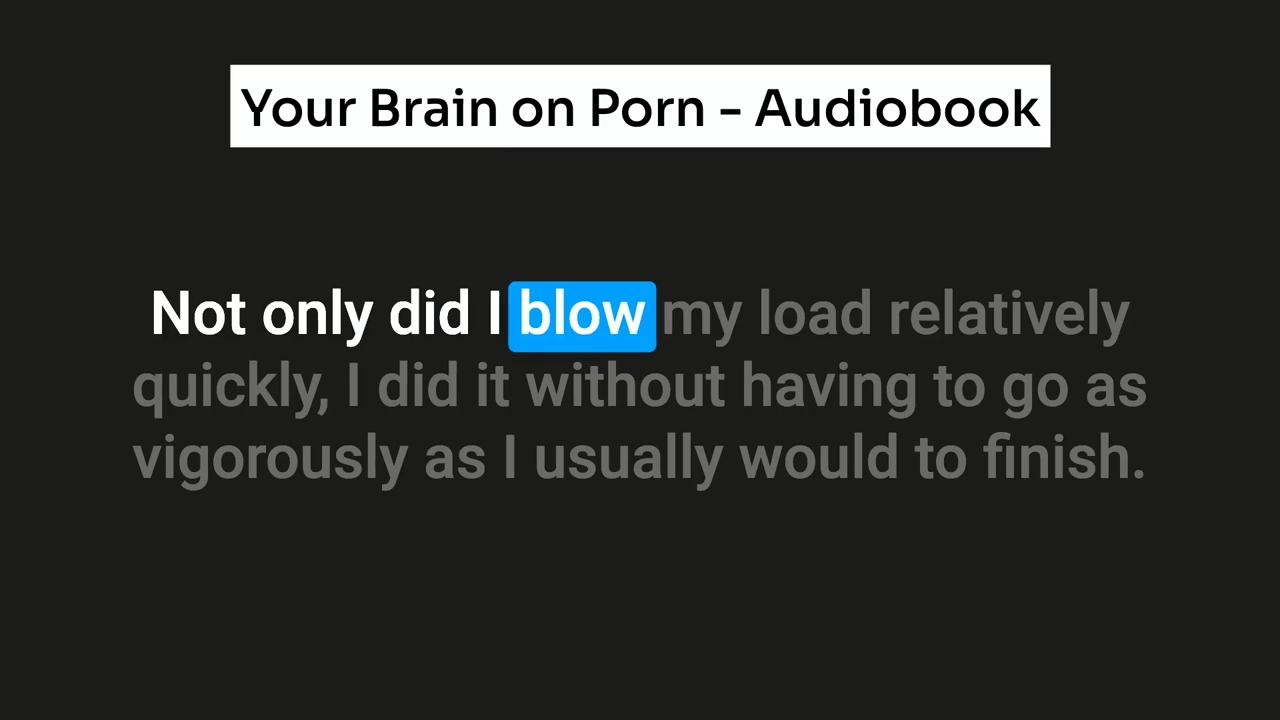 Your Brain on Porn - Audiobook
Not only did I blow my load relatively
quickly, I did it without having to go as
vigorously as I usually would to finish.